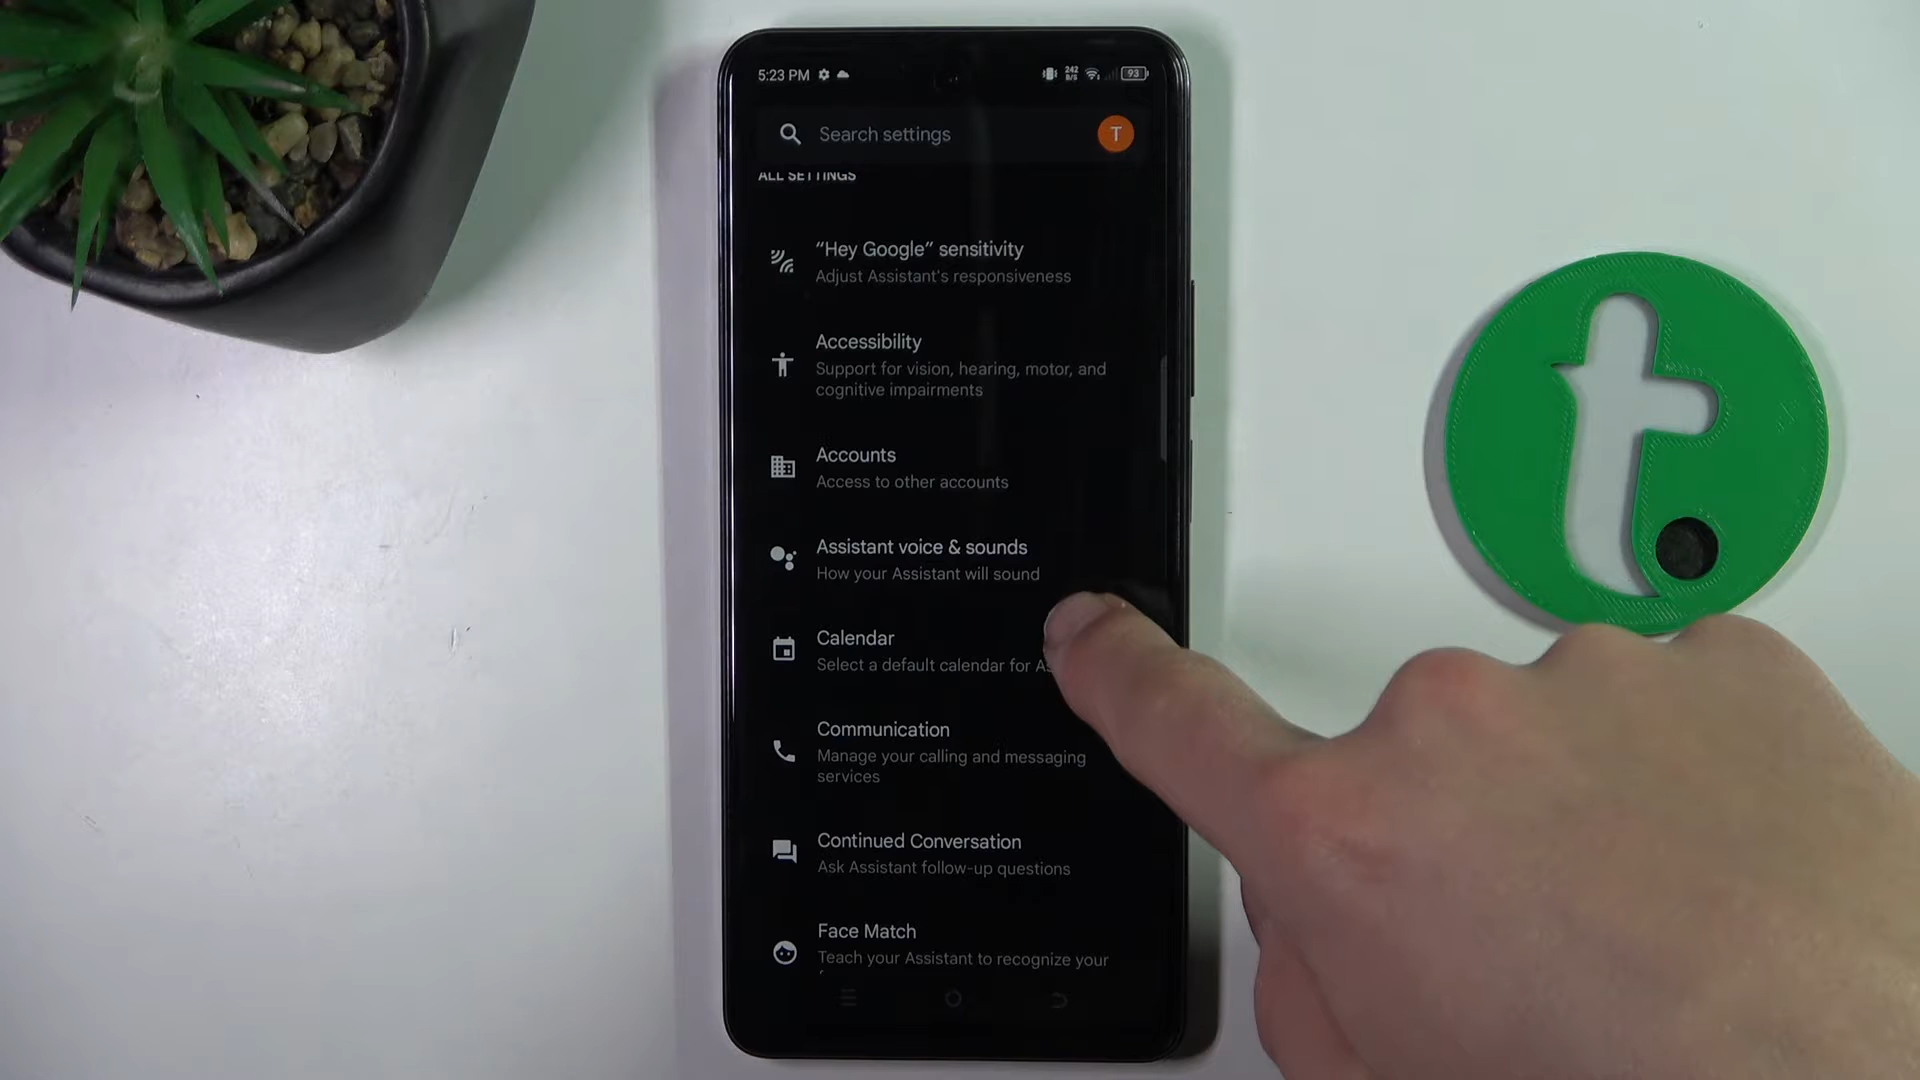 5:23 PM
242
B/S
93
Search settings
T
ALL SETTINGS
“Hey Google” sensitivity
Adjust Assistant's responsiveness
Accessibility
Support for vision, hearing, motor, and
cognitive impairments
Accounts
Access to other accounts
Assistant voice & sounds
How your Assistant will sound
Calendar
Select a default calendar for
Communication
Manage your calling and messaging
services
Continued Conversation
Ask Assistant follow-up questions
Face Match
Teach your Assistant to recognize your
t